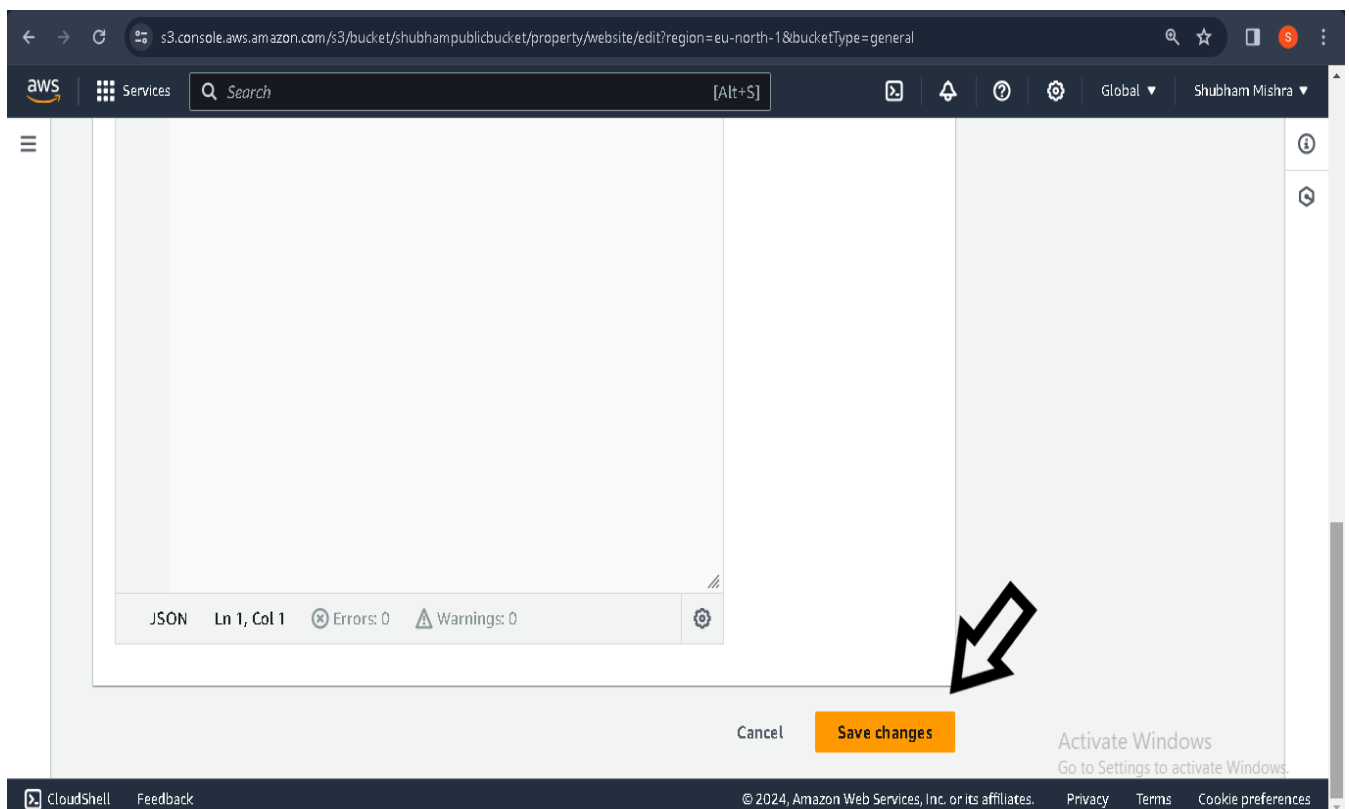 s3.console.aws.amazon.com/s3/bucket/shubhampublicbucket/property/website/edit?region=eu-north-1&bucketType=general
S
aws
Services
Search
[Alt+S]
Global
Shubham Mishra
JSON Ln 1, Col 1 Errors: 0 Warnings: 0
Cancel Save changes
Activate Windows
Go to Settings to activate Windows.
CloudShell Feedback © 2024, Amazon Web Services, Inc. or its affiliates. Privacy Terms Cookie preferences